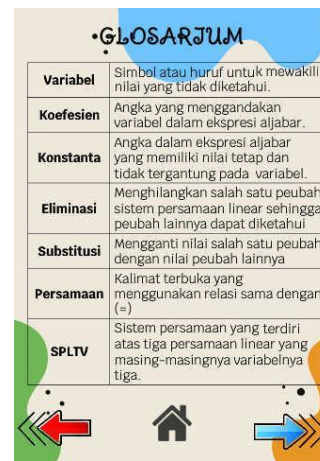 •GLOSARIUM
Variabel
Simbol atau huruf untuk mewakili
nilai yang tidak diketahui.
Koefesien
Angka yang menggandakan
variabel dalam ekspresi aljabar.
Konstanta
Angka dalam ekspresi aljabar
yang memiliki nilai tetap dan
tidak tergantung pada variabel.
Eliminasi
Menghilangkan salah satu peubah
sistem persamaan linear sehingga
peubah lainnya dapat diketahui
Substitusi
Mengganti nilai salah satu peubah
dengan nilai peubah lainnya
Persamaan
Kalimat terbuka yang
menggunakan relasi sama dengan
(=)
SPLTV
Sistem persamaan yang terdiri
atas tiga persamaan linear yang
masing-masingnya variabelnya
tiga.